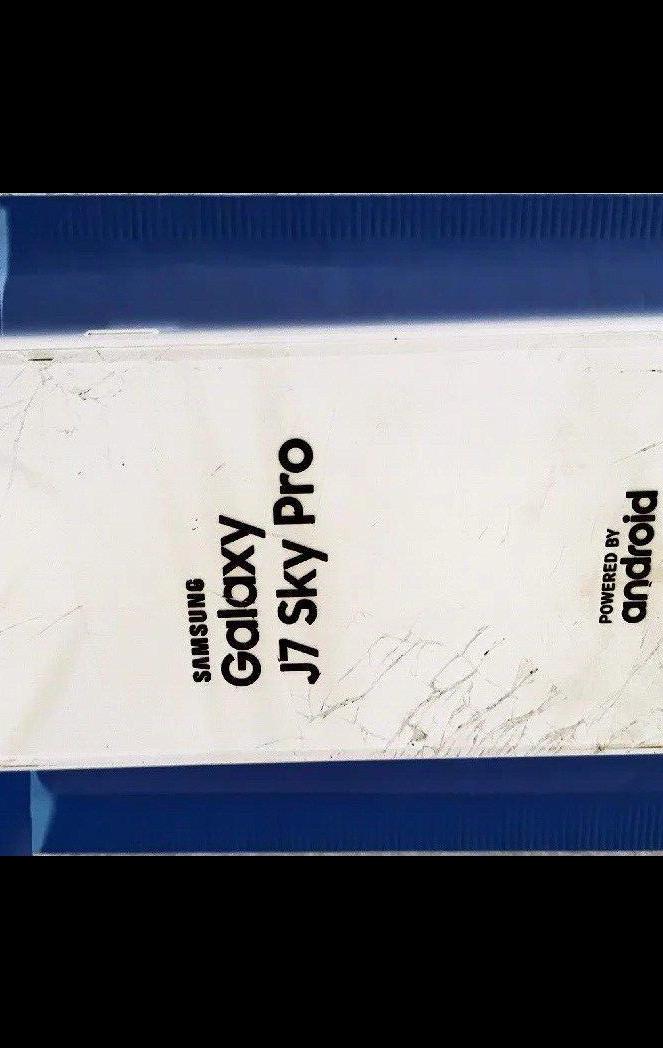 SAMSUNG
Galaxy
J7 Sky Pro
POWERED BY
android